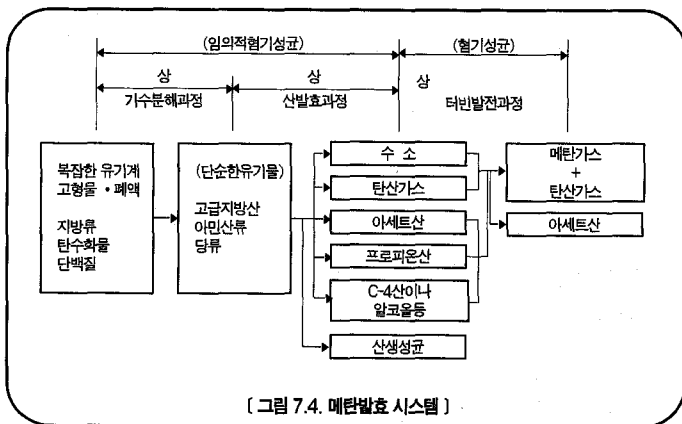 (임의적혐기성균)
(혐기성균)
상
상
상
가수분해과정
산발효과정
터빈발전과정
복잡한 유기계
고형물 · 폐액
지방류
탄수화물
단백질
(단순한유기물)
고급지방산
아민산류
당류
수 소
탄산가스
아세트산
프로피온산
C-4산이나
알코올등
산생성균
메탄가스
+
탄산가스
아세트산
[ 그림 7.4. 메탄발효 시스템 ]